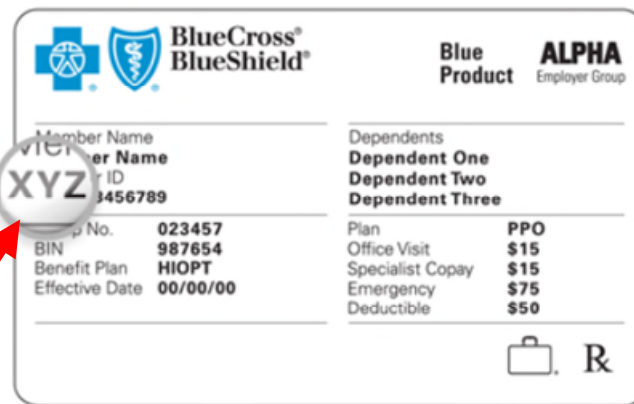 BlueCross®
BlueShield®
Blue
Product
ALPHA
Employer Group
Member Name
er Name
ID
XYZ
3456789
No. 023457
BIN 987654
Benefit Plan HIOPT
Effective Date 00/00/00
Dependents
Dependent One
Dependent Two
Dependent Three
Plan PPO
Office Visit $15
Specialist Copay $15
Emergency $75
Deductible $50
Rx